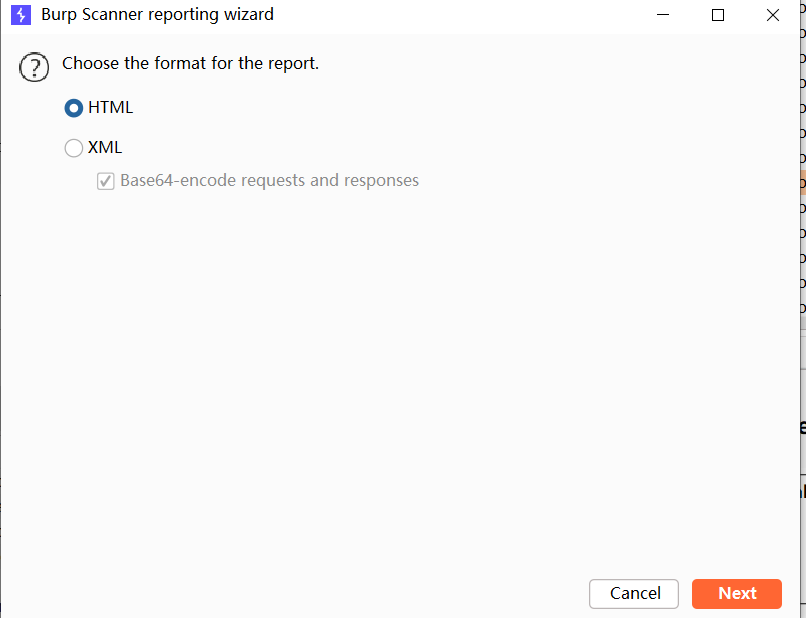 Burp Scanner reporting wizard
Choose the format for the report.
HTML
XML
Base64-encode requests and responses
Cancel
Next